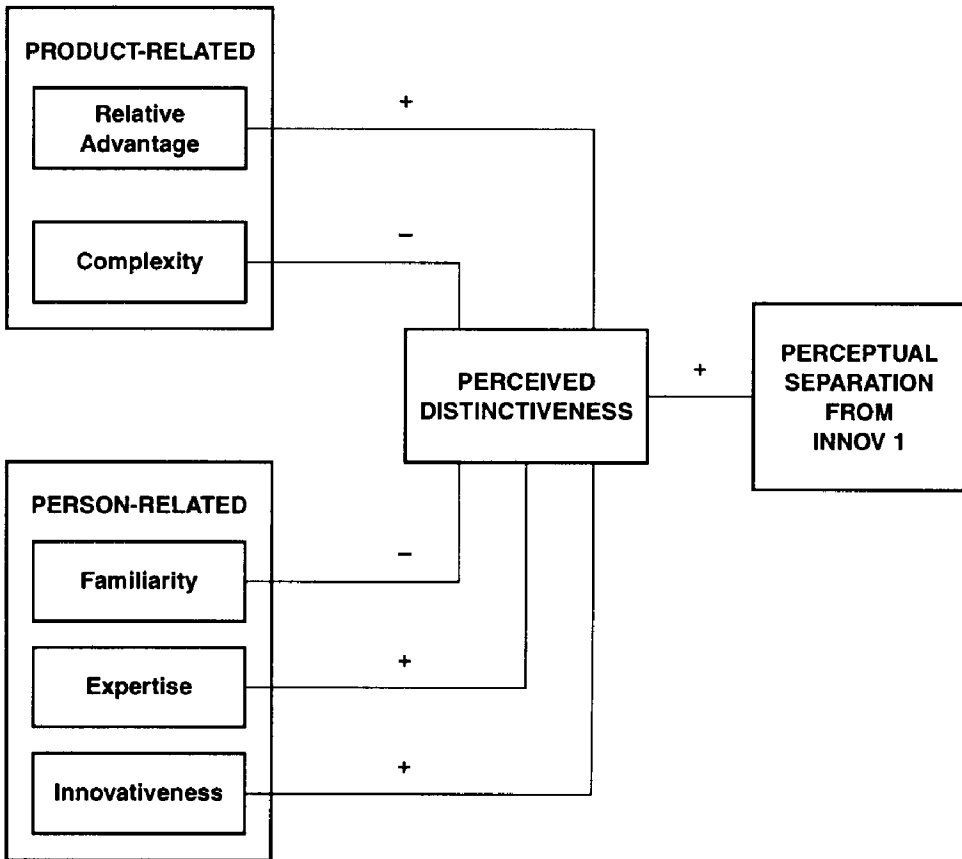 PRODUCT-RELATED
Relative
Advantage
+
Complexity
–
PERCEIVED
DISTINCTIVENESS
+
PERCEPTUAL
SEPARATION
FROM
INNOV 1
PERSON-RELATED
Familiarity
–
Expertise
+
Innovativeness
+